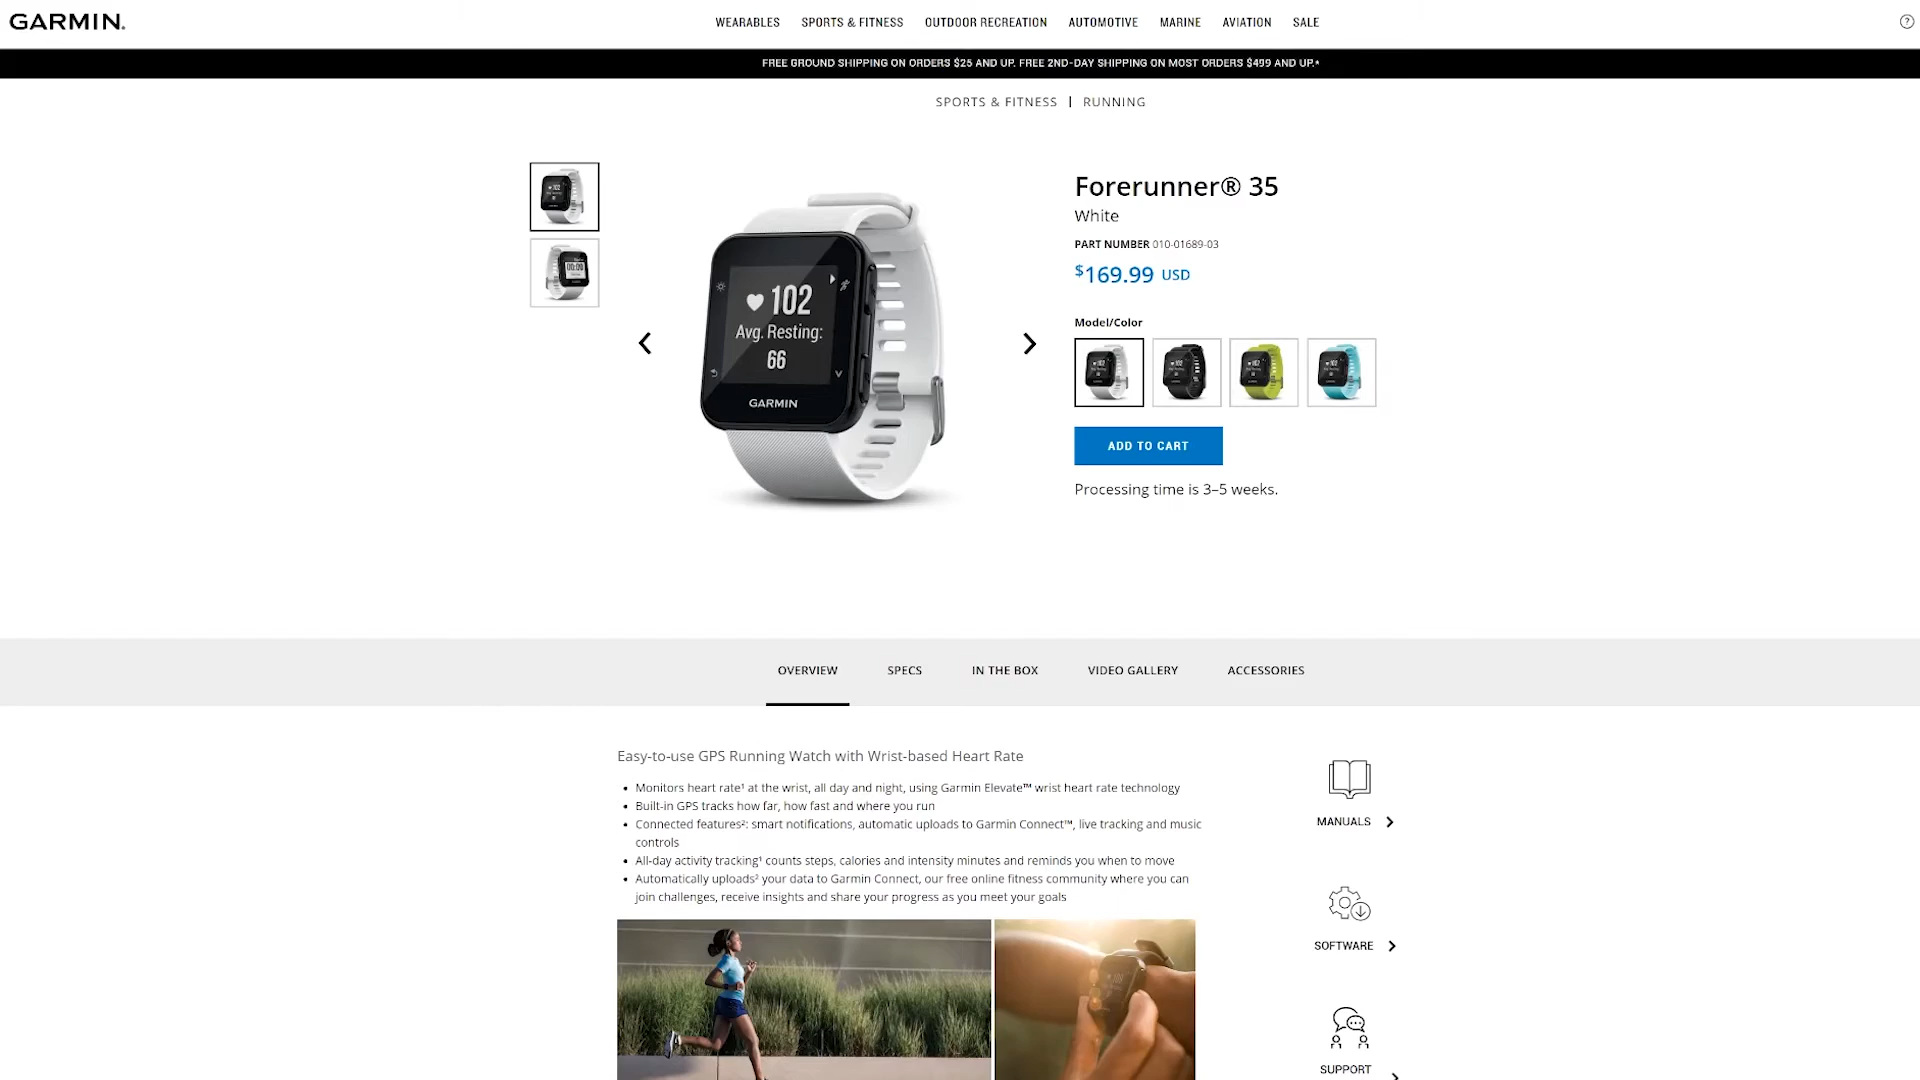 GARMIN.
WEARABLES SPORTS & FITNESS OUTDOOR RECREATION AUTOMOTIVE MARINE AVIATION SALE
FREE GROUND SHIPPING ON ORDERS $25 AND UP. FREE 2ND-DAY SHIPPING ON MOST ORDERS $499 AND UP.*
SPORTS & FITNESS | RUNNING
102
Avg. Resting:
66
GARMIN
Forerunner® 35
White
PART NUMBER 010-01689-03
$169.99 USD
Model/Color
ADD TO CART
Processing time is 3–5 weeks.
OVERVIEW SPECS IN THE BOX VIDEO GALLERY ACCESSORIES
Easy-to-use GPS Running Watch with Wrist-based Heart Rate
• Monitors heart rate¹ at the wrist, all day and night, using Garmin Elevate™ wrist heart rate technology
• Built-in GPS tracks how far, how fast and where you run
• Connected features²: smart notifications, automatic uploads to Garmin Connect™, live tracking and music
controls
• All-day activity tracking¹ counts steps, calories and intensity minutes and reminds you when to move
• Automatically uploads² your data to Garmin Connect, our free online fitness community where you can
join challenges, receive insights and share your progress as you meet your goals
MANUALS
SOFTWARE
SUPPORT